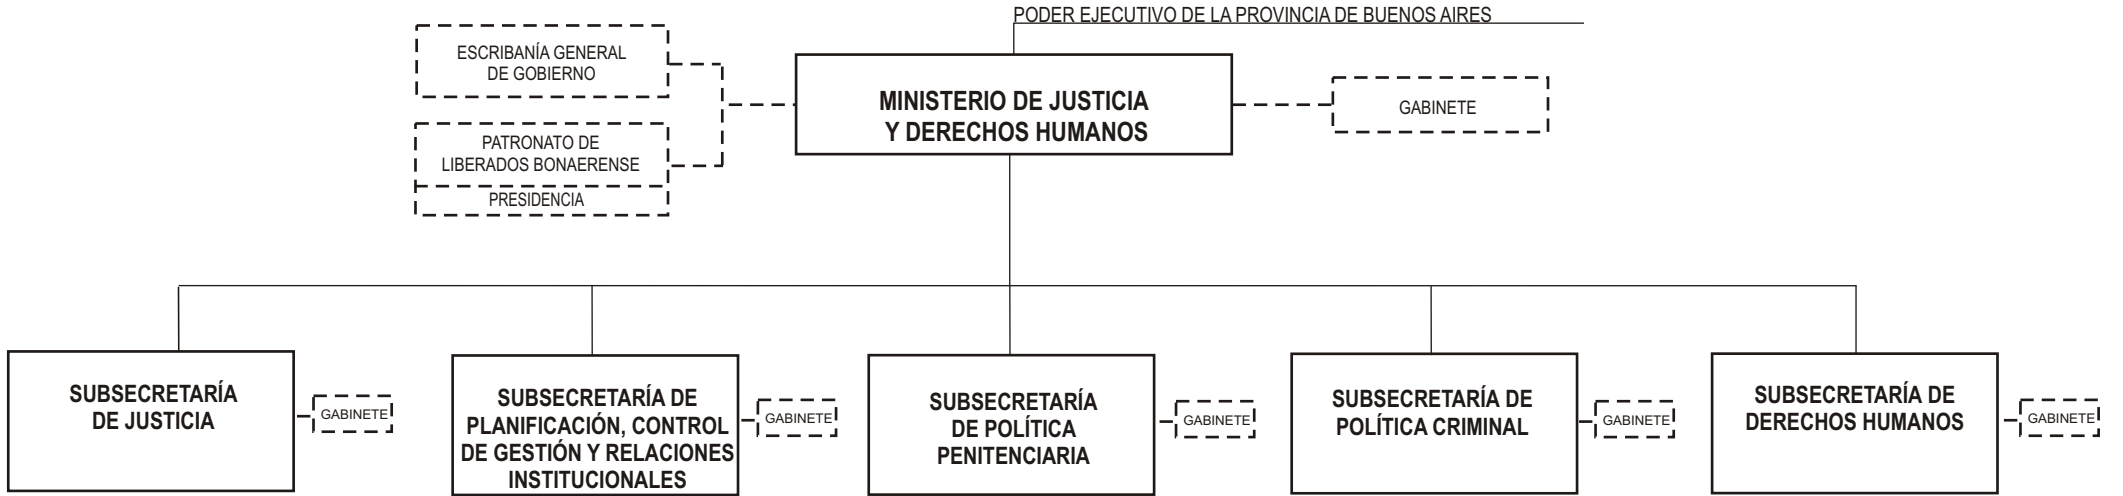 PODER EJECUTIVO DE LA PROVINCIA DE BUENOS AIRES
ESCRIBANÍA GENERAL
DE GOBIERNO
PATRONATO DE
LIBERADOS BONAERENSE
PRESIDENCIA
MINISTERIO DE JUSTICIA
Y DERECHOS HUMANOS
GABINETE
SUBSECRETARÍA
DE JUSTICIA
GABINETE
SUBSECRETARÍA DE
PLANIFICACIÓN, CONTROL
DE GESTIÓN Y RELACIONES
INSTITUCIONALES
GABINETE
SUBSECRETARÍA
DE POLÍTICA
PENITENCIARIA
GABINETE
SUBSECRETARÍA DE
POLÍTICA CRIMINAL
GABINETE
SUBSECRETARÍA DE
DERECHOS HUMANOS
GABINETE